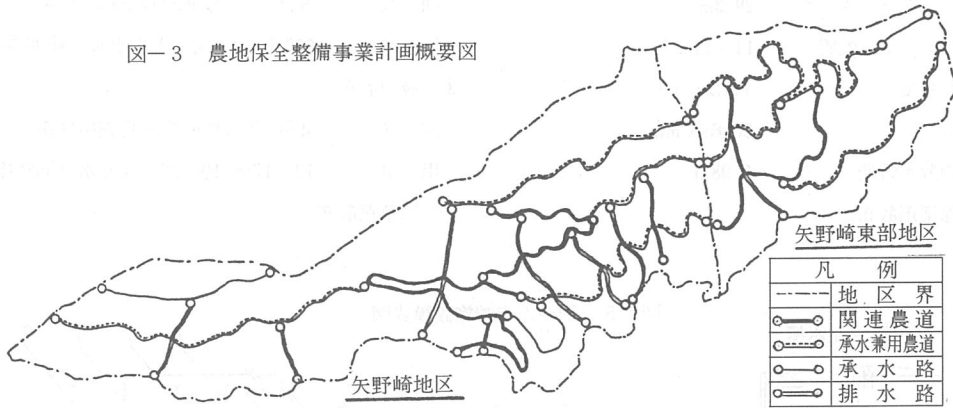 図－3　農地保全整備事業計画概要図
矢野崎東部地区
矢野崎地区
凡　例
地区界
関連農道
承水兼用農道
承水路
排水路